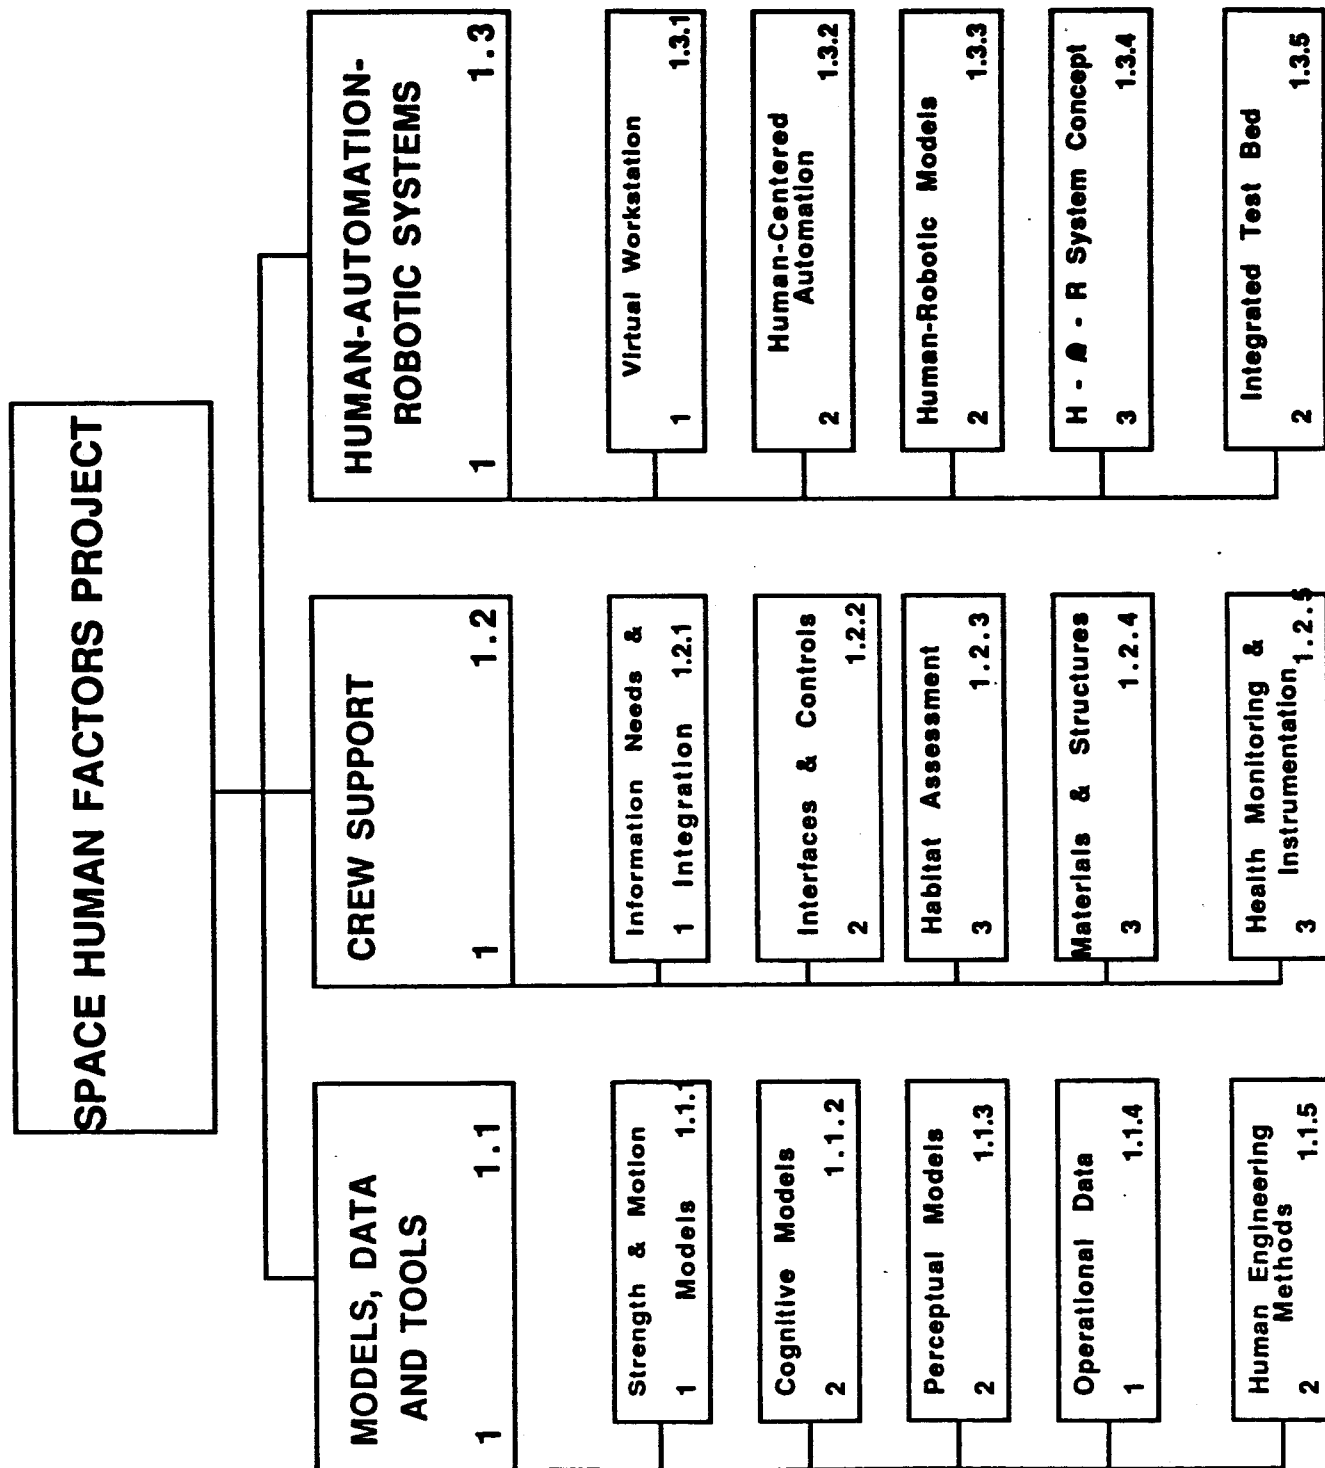 SPACE HUMAN FACTORS PROJECT
MODELS, DATA
AND TOOLS
1 1.1
Strength & Motion
1 Models 1.1.1
Cognitive Models
2 1.1.2
Perceptual Models
2 1.1.3
Operational Data
1 1.1.4
Human Engineering
Methods
2 1.1.5
CREW SUPPORT
1 1.2
Information Needs &
1 Integration 1.2.1
Interfaces & Controls
2 1.2.2
Habitat Assessment
3 1.2.3
Materials & Structures
3 1.2.4
Health Monitoring &
Instrumentation 1.2.5
3
HUMAN-AUTOMATION-
ROBOTIC SYSTEMS
1 1.3
Virtual Workstation
1 1.3.1
Human-Centered
Automation
2 1.3.2
Human-Robotic Models
2 1.3.3
H - A - R System Concept
3 1.3.4
Integrated Test Bed
2 1.3.5